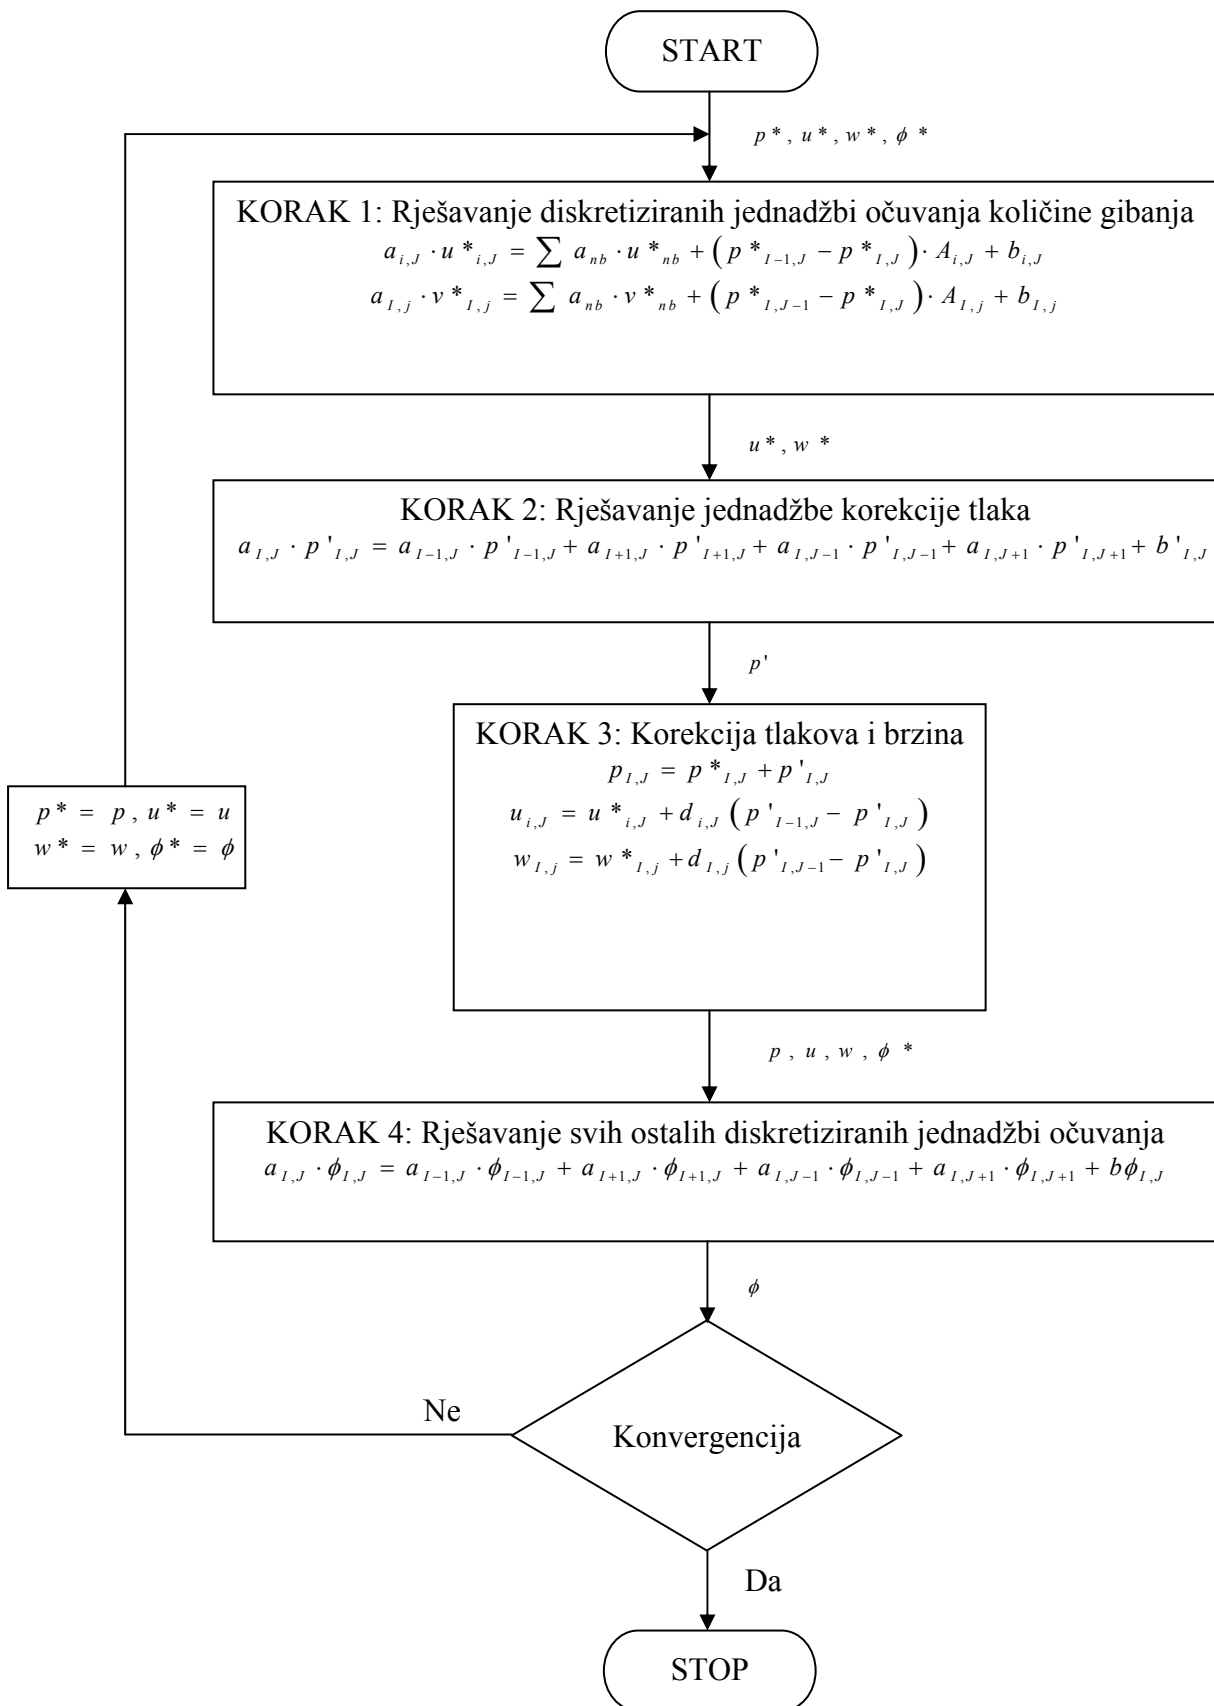 START
p*, u*, w*, ϕ*
KORAK 1: Rješavanje diskretiziranih jednadžbi očuvanja količine gibanja
a_{i,J} · u*_{i,J} = ∑ a_{nb} · u*_{nb} + (p*_{I−1,J} − p*_{I,J}) · A_{i,J} + b_{i,J}
a_{I,j} · v*_{I,j} = ∑ a_{nb} · v*_{nb} + (p*_{I,J−1} − p*_{I,J}) · A_{I,j} + b_{I,j}
u*, w*
KORAK 2: Rješavanje jednadžbe korekcije tlaka
a_{I,J} · p'_{I,J} = a_{I−1,J} · p'_{I−1,J} + a_{I+1,J} · p'_{I+1,J} + a_{I,J−1} · p'_{I,J−1} + a_{I,J+1} · p'_{I,J+1} + b'_{I,J}
p'
KORAK 3: Korekcija tlakova i brzina
p_{I,J} = p*_{I,J} + p'_{I,J}
u_{i,J} = u*_{i,J} + d_{i,J} (p'_{I−1,J} − p'_{I,J})
w_{I,j} = w*_{I,j} + d_{I,j} (p'_{I,J−1} − p'_{I,J})
p* = p, u* = u
w* = w, ϕ* = ϕ
p, u, w, ϕ*
KORAK 4: Rješavanje svih ostalih diskretiziranih jednadžbi očuvanja
a_{I,J} · ϕ_{I,J} = a_{I−1,J} · ϕ_{I−1,J} + a_{I+1,J} · ϕ_{I+1,J} + a_{I,J−1} · ϕ_{I,J−1} + a_{I,J+1} · ϕ_{I,J+1} + bϕ_{I,J}
ϕ
Ne
Konvergencija
Da
STOP